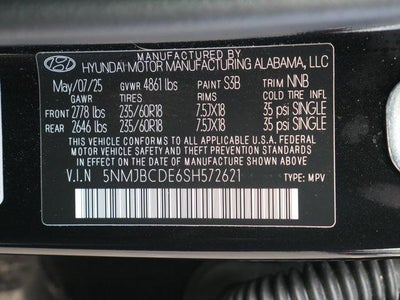 MANUFACTURED BY
HYUNDAI MOTOR MANUFACTURING ALABAMA, LLC
May/07/25 GVWR 4861 lbs PAINT S3B TRIM NNB
GAWR TIRES RIMS COLD TIRE INFL
FRONT 2778 lbs 235/60R18 7.5JX18 35 psi SINGLE
REAR 2646 lbs 235/60R18 7.5JX18 35 psi SINGLE
THIS VEHICLE CONFORMS TO ALL APPLICABLE U.S.A. FEDERAL
MOTOR VEHICLE SAFETY AND THEFT PREVENTION STANDARDS
IN EFFECT ON THE DATE OF MANUFACTURE SHOWN ABOVE.
V.I.N 5NMJBCDE6SH572621 TYPE: MPV